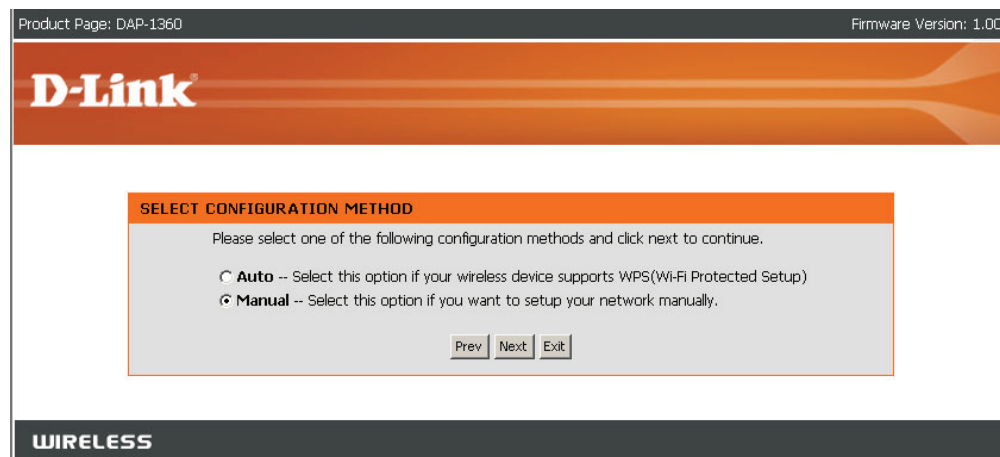 Product Page: DAP-1360 Firmware Version: 1.00
D-Link
SELECT CONFIGURATION METHOD
Please select one of the following configuration methods and click next to continue.
Auto -- Select this option if your wireless device supports WPS(Wi-Fi Protected Setup)
Manual -- Select this option if you want to setup your network manually.
Prev Next Exit
WIRELESS